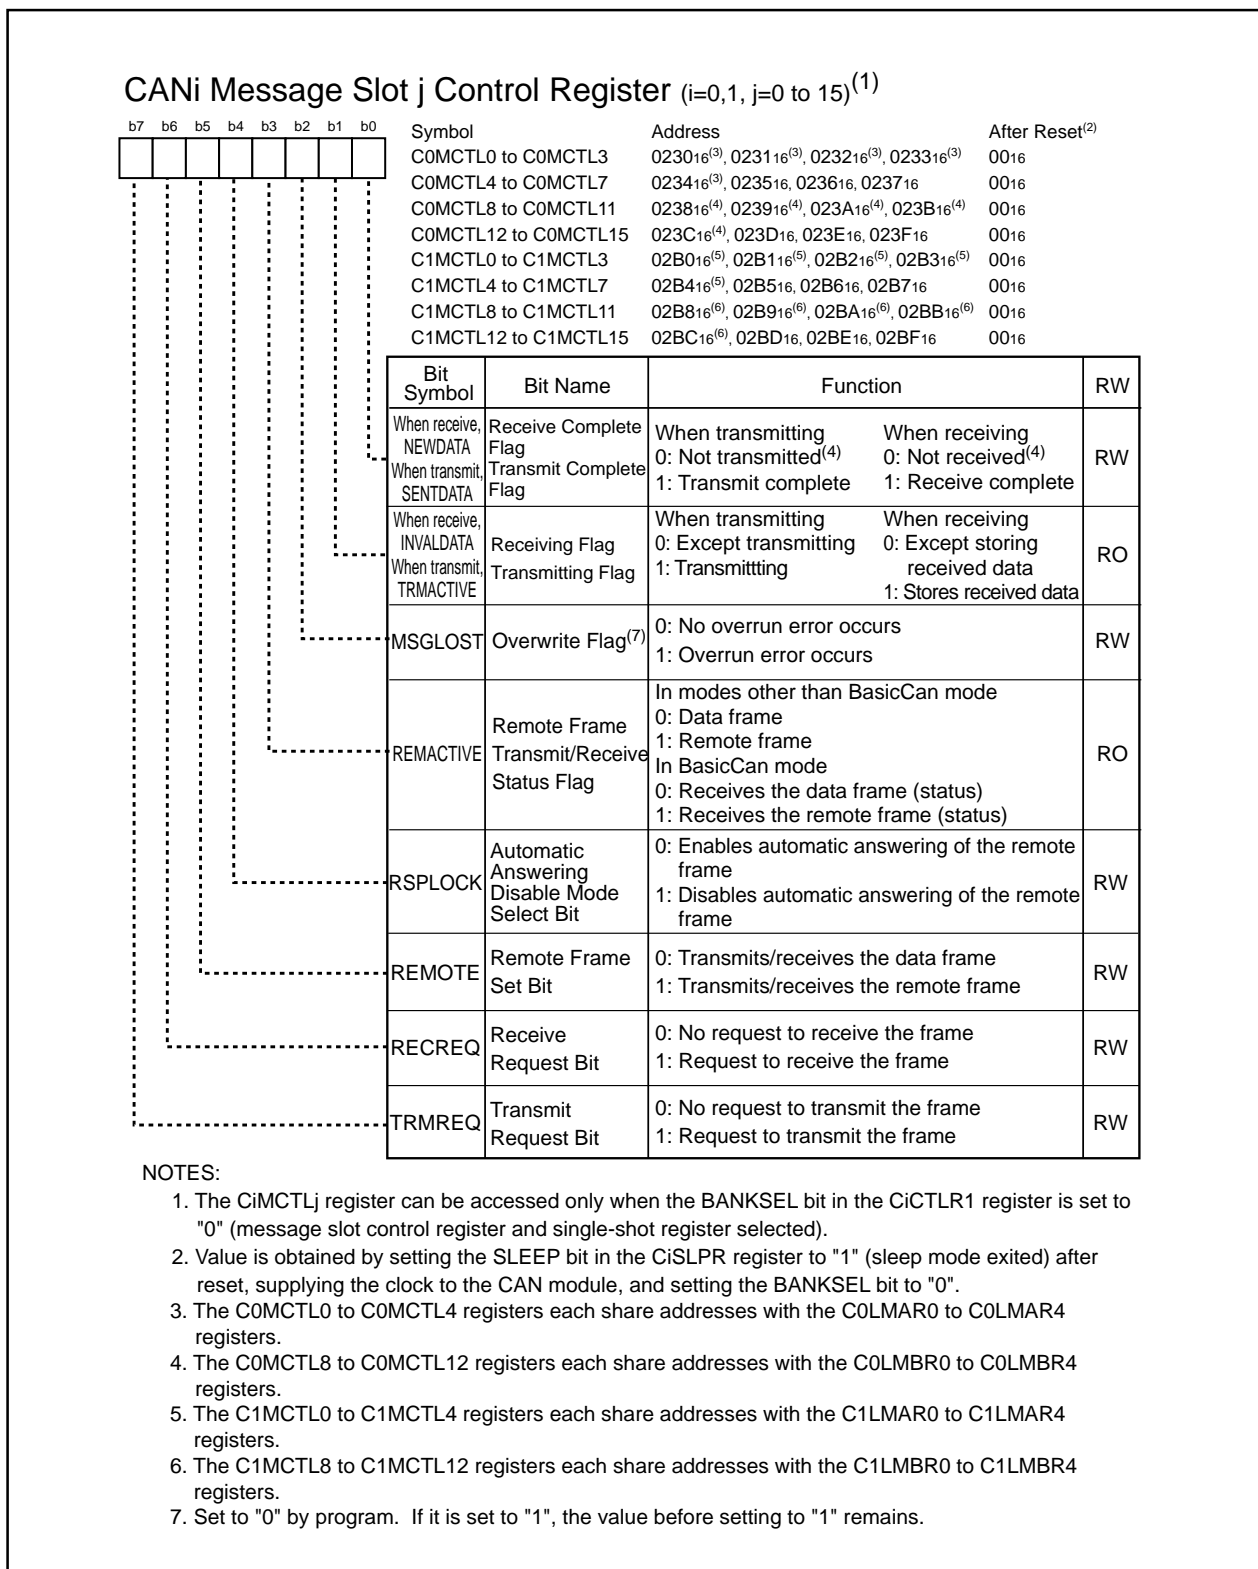 CANi Message Slot j Control Register (i=0,1, j=0 to 15)(1)
b7 b6 b5 b4 b3 b2 b1 b0
Symbol Address After Reset(2)
C0MCTL0 to C0MCTL3 023016(3), 023116(3), 023216(3), 023316(3) 0016
C0MCTL4 to C0MCTL7 023416(3), 023516, 023616, 023716 0016
C0MCTL8 to C0MCTL11 023816(4), 023916(4), 023A16(4), 023B16(4) 0016
C0MCTL12 to C0MCTL15 023C16(4), 023D16, 023E16, 023F16 0016
C1MCTL0 to C1MCTL3 02B016(5), 02B116(5), 02B216(5), 02B316(5) 0016
C1MCTL4 to C1MCTL7 02B416(5), 02B516, 02B616, 02B716 0016
C1MCTL8 to C1MCTL11 02B816(6), 02B916(6), 02BA16(6), 02BB16(6) 0016
C1MCTL12 to C1MCTL15 02BC16(6), 02BD16, 02BE16, 02BF16 0016
Bit
Symbol
Bit Name
Function
RW
When receive,
NEWDATA
When transmit,
SENTDATA
Receive Complete
Flag
Transmit Complete
Flag
When transmitting
0: Not transmitted(4)
1: Transmit complete
When receiving
0: Not received(4)
1: Receive complete
RW
When receive,
INVALDATA
When transmit,
TRMACTIVE
Receiving Flag
Transmitting Flag
When transmitting
0: Except transmitting
1: Transmittting
When receiving
0: Except storing
received data
1: Stores received data
RO
MSGLOST
Overwrite Flag(7)
0: No overrun error occurs
1: Overrun error occurs
RW
REMACTIVE
Remote Frame
Transmit/Receive
Status Flag
In modes other than BasicCan mode
0: Data frame
1: Remote frame
In BasicCan mode
0: Receives the data frame (status)
1: Receives the remote frame (status)
RO
RSPLOCK
Automatic
Answering
Disable Mode
Select Bit
0: Enables automatic answering of the remote
frame
1: Disables automatic answering of the remote
frame
RW
REMOTE
Remote Frame
Set Bit
0: Transmits/receives the data frame
1: Transmits/receives the remote frame
RW
RECREQ
Receive
Request Bit
0: No request to receive the frame
1: Request to receive the frame
RW
TRMREQ
Transmit
Request Bit
0: No request to transmit the frame
1: Request to transmit the frame
RW
NOTES:
1. The CiMCTLj register can be accessed only when the BANKSEL bit in the CiCTLR1 register is set to
"0" (message slot control register and single-shot register selected).
2. Value is obtained by setting the SLEEP bit in the CiSLPR register to "1" (sleep mode exited) after
reset, supplying the clock to the CAN module, and setting the BANKSEL bit to "0".
3. The C0MCTL0 to C0MCTL4 registers each share addresses with the C0LMAR0 to C0LMAR4
registers.
4. The C0MCTL8 to C0MCTL12 registers each share addresses with the C0LMBR0 to C0LMBR4
registers.
5. The C1MCTL0 to C1MCTL4 registers each share addresses with the C1LMAR0 to C1LMAR4
registers.
6. The C1MCTL8 to C1MCTL12 registers each share addresses with the C1LMBR0 to C1LMBR4
registers.
7. Set to "0" by program. If it is set to "1", the value before setting to "1" remains.